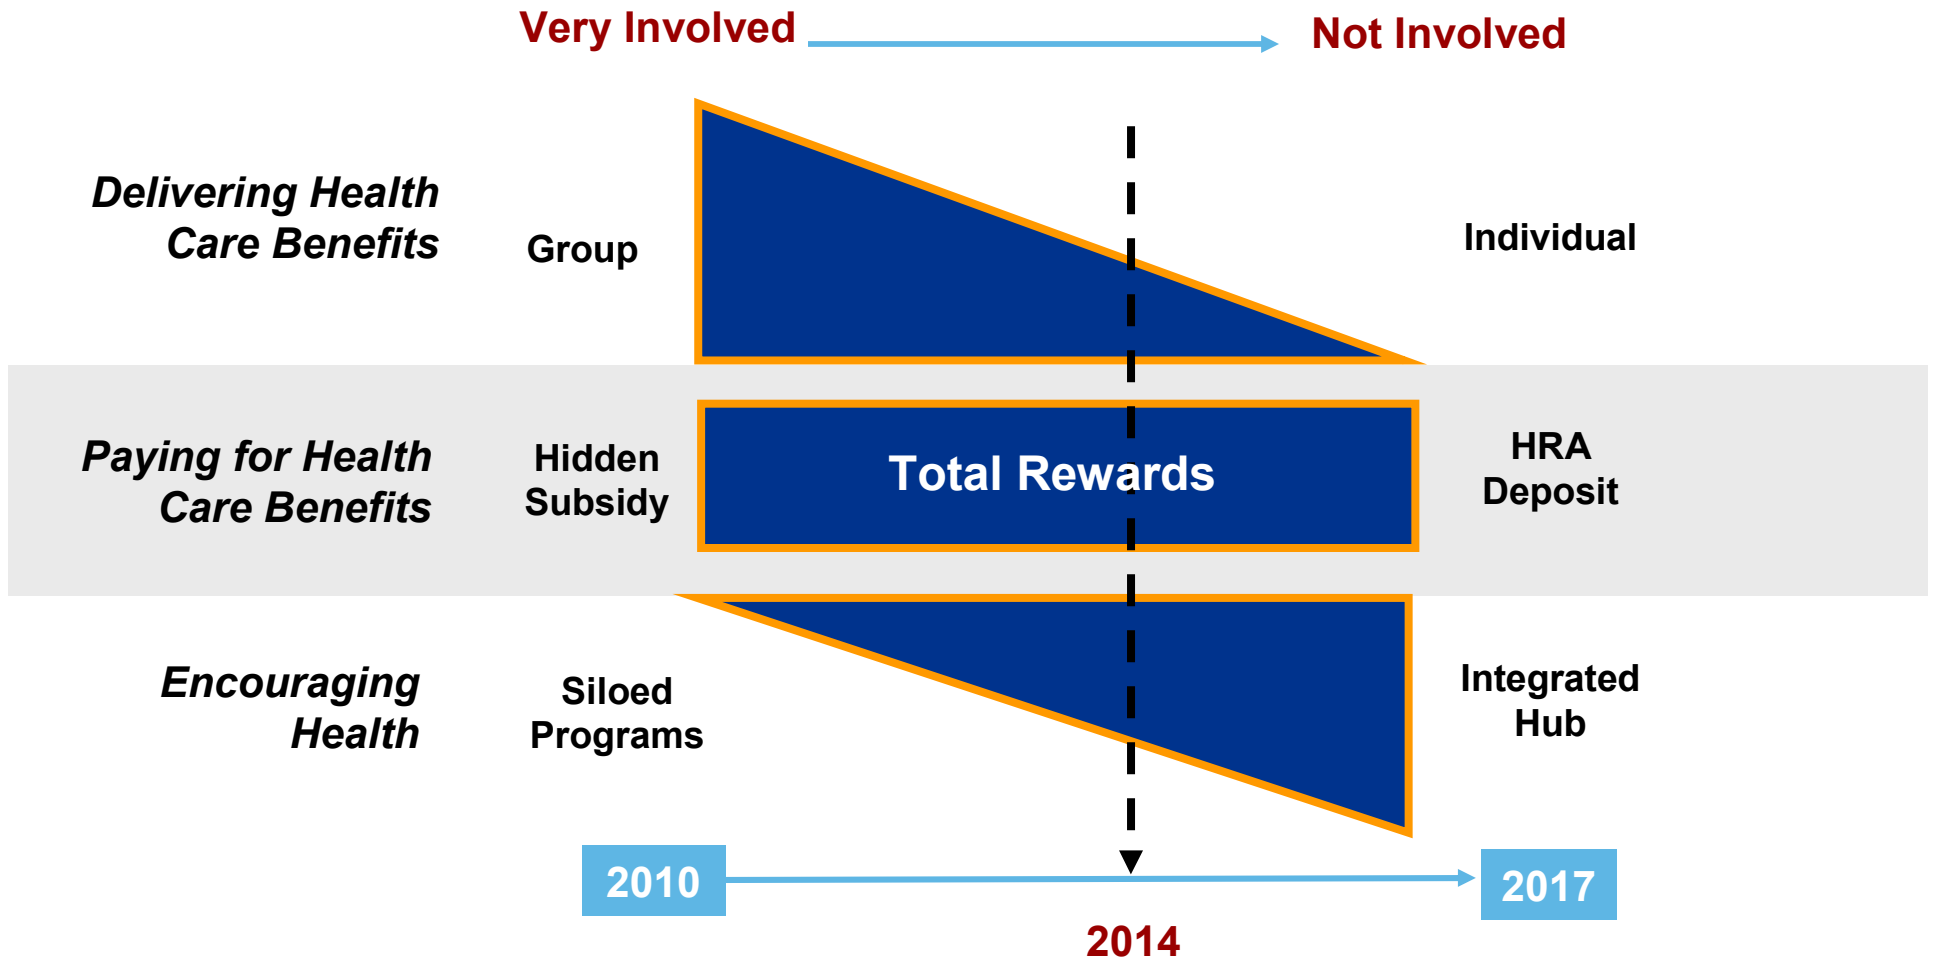 Very Involved
Not Involved
Delivering Health
Care Benefits
Group
Individual
Paying for Health
Care Benefits
Hidden
Subsidy
Total Rewards
HRA
Deposit
Encouraging
Health
Siloed
Programs
Integrated
Hub
2010
2017
2014